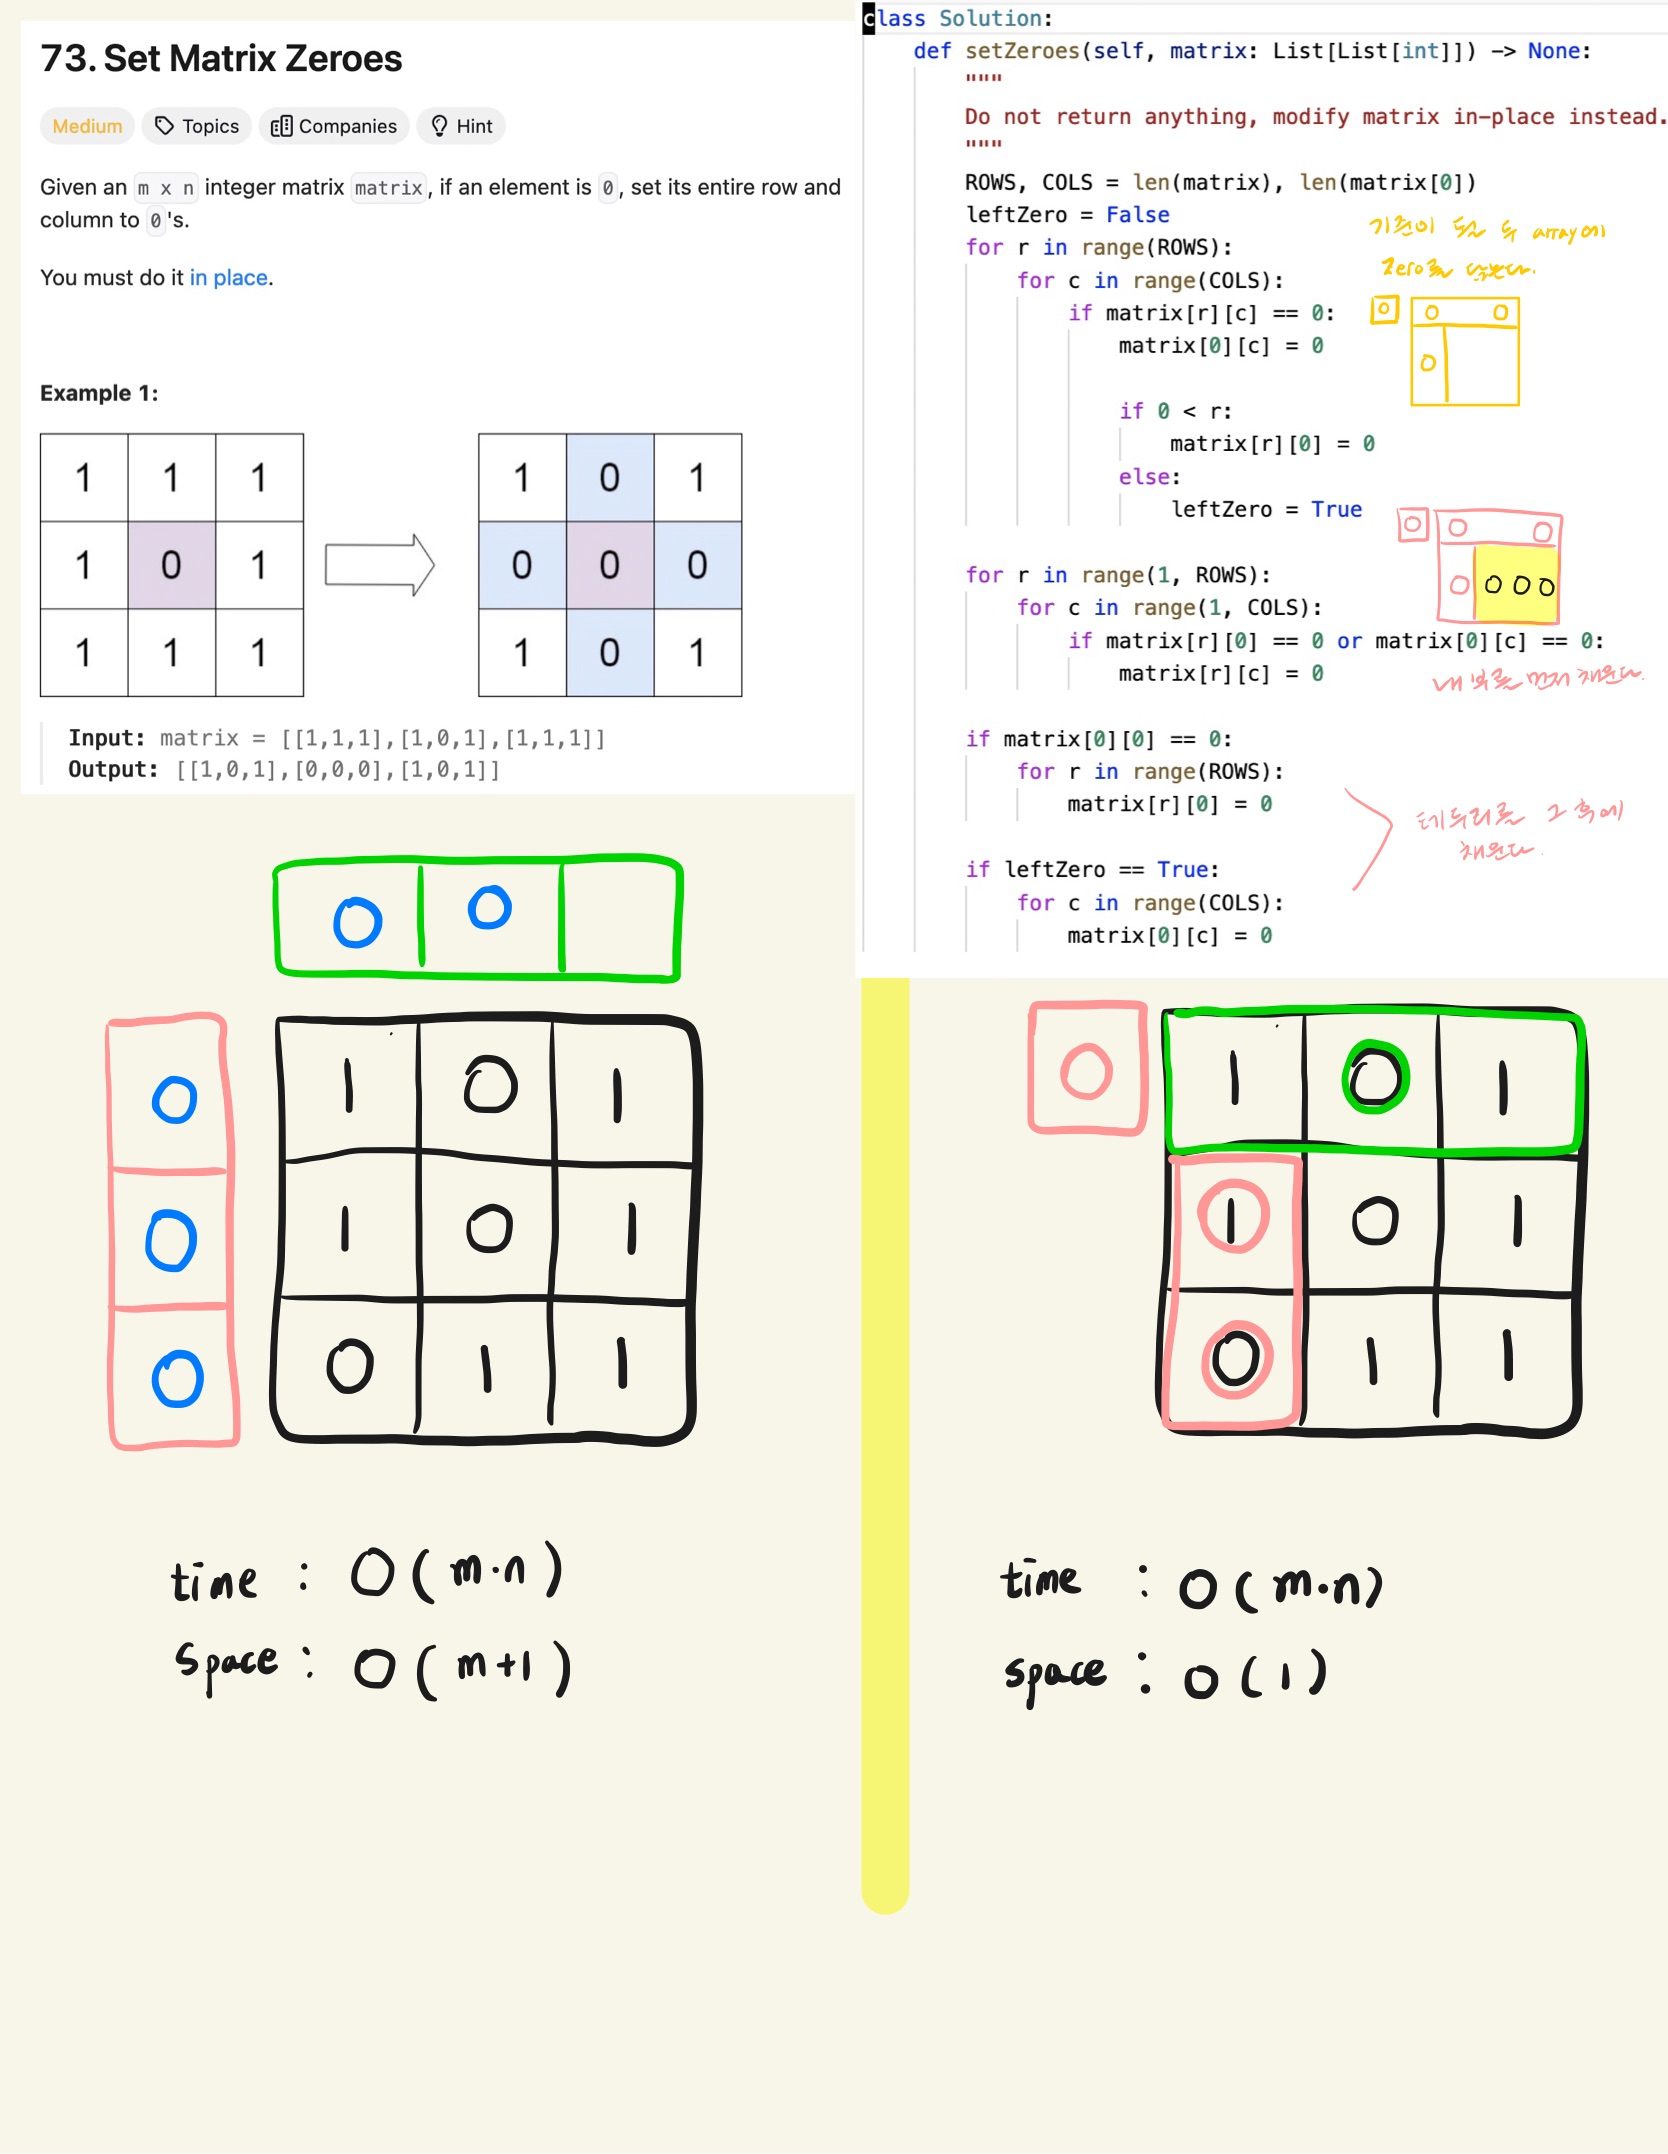 73. Set Matrix Zeroes
Medium Topics Companies Hint
Given an m x n integer matrix matrix, if an element is 0, set its entire row and
column to 0's.
You must do it in place.
Example 1:
1 1 1
1 0 1
1 1 1
1 0 1
0 0 0
1 0 1
Input: matrix = [[1,1,1],[1,0,1],[1,1,1]]
Output: [[1,0,1],[0,0,0],[1,0,1]]
class Solution:
def setZeroes(self, matrix: List[List[int]]) -> None:
"""
Do not return anything, modify matrix in-place instead.
"""
ROWS, COLS = len(matrix), len(matrix[0])
leftZero = False
for r in range(ROWS):
for c in range(COLS):
if matrix[r][c] == 0:
matrix[0][c] = 0
if 0 < r:
matrix[r][0] = 0
else:
leftZero = True
for r in range(1, ROWS):
for c in range(1, COLS):
if matrix[r][0] == 0 or matrix[0][c] == 0:
matrix[r][c] = 0
if matrix[0][0] == 0:
for r in range(ROWS):
matrix[r][0] = 0
if leftZero == True:
for c in range(COLS):
matrix[0][c] = 0
기준이 될 두 array에
Zero를
0 0 0
0
0 0 0
0 0 0 0
내부를 먼저 채운다.
테두리를 그 후에
채운다.
0 0
0 1 0 1
0 1 0 1
0 0 1 1
time : O(m·n)
space : O(m+1)
0 1 0 1
1 0 1
0 1 1
time : O(m·n)
space : O(1)